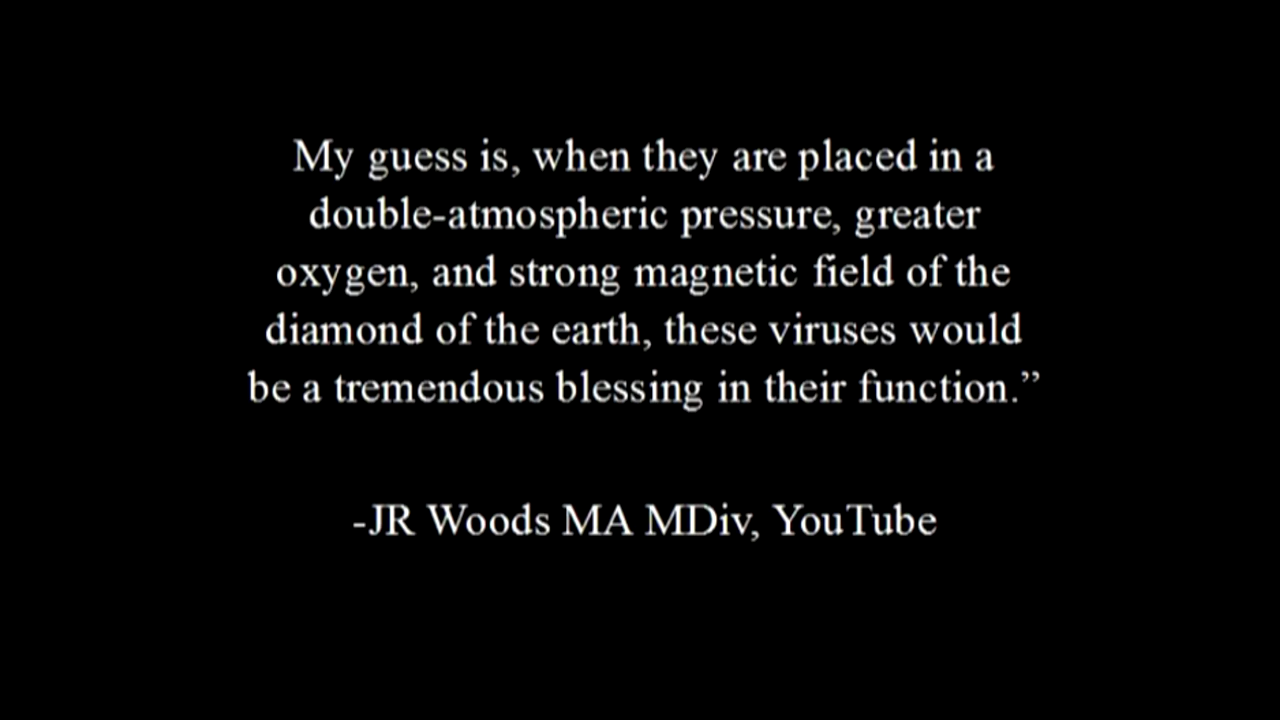 My guess is, when they are placed in a
double-atmospheric pressure, greater
oxygen, and strong magnetic field of the
diamond of the earth, these viruses would
be a tremendous blessing in their function.”
-JR Woods MA MDiv, YouTube